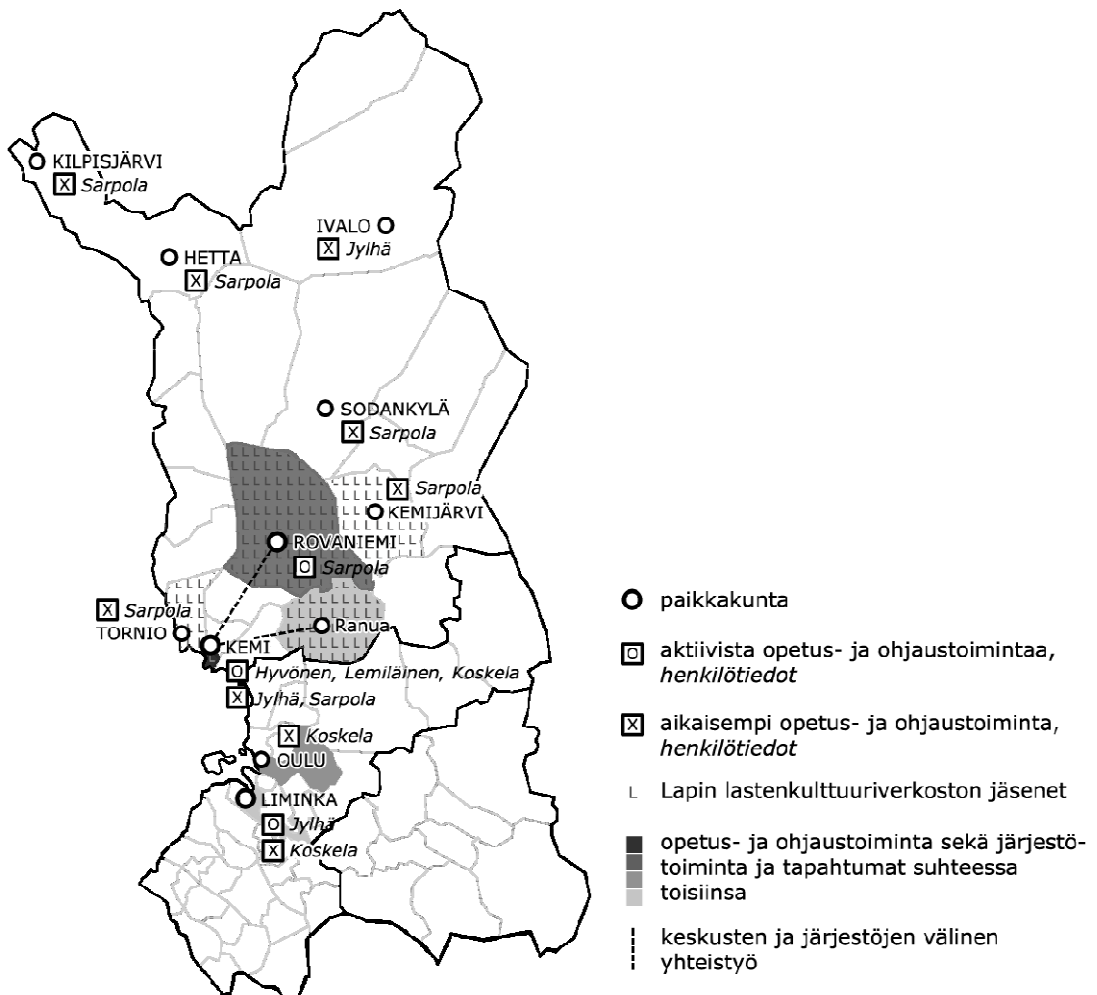 KILPISJÄRVI
X Sarpola
IVALO
X Jylhä
HETTA
X Sarpola
SODANKYLÄ
X Sarpola
X Sarpola
KEMIJÄRVI
ROVANIEMI
O Sarpola
X Sarpola
TORNIO
Ranua
KEMI
O Hyvönen, Lemiläinen, Koskela
X Jylhä, Sarpola
X Koskela
OULU
LIMINKA
O Jylhä
X Koskela
paikkakunta
O aktiivista opetus- ja ohjaustoimintaa,
henkilötiedot
X aikaisempi opetus- ja ohjaustoiminta,
henkilötiedot
L Lapin lastenkulttuuriverkoston jäsenet
opetus- ja ohjaustoiminta sekä järjestö-
toiminta ja tapahtumat suhteessa
toisiinsa
keskusten ja järjestöjen välinen
yhteistyö